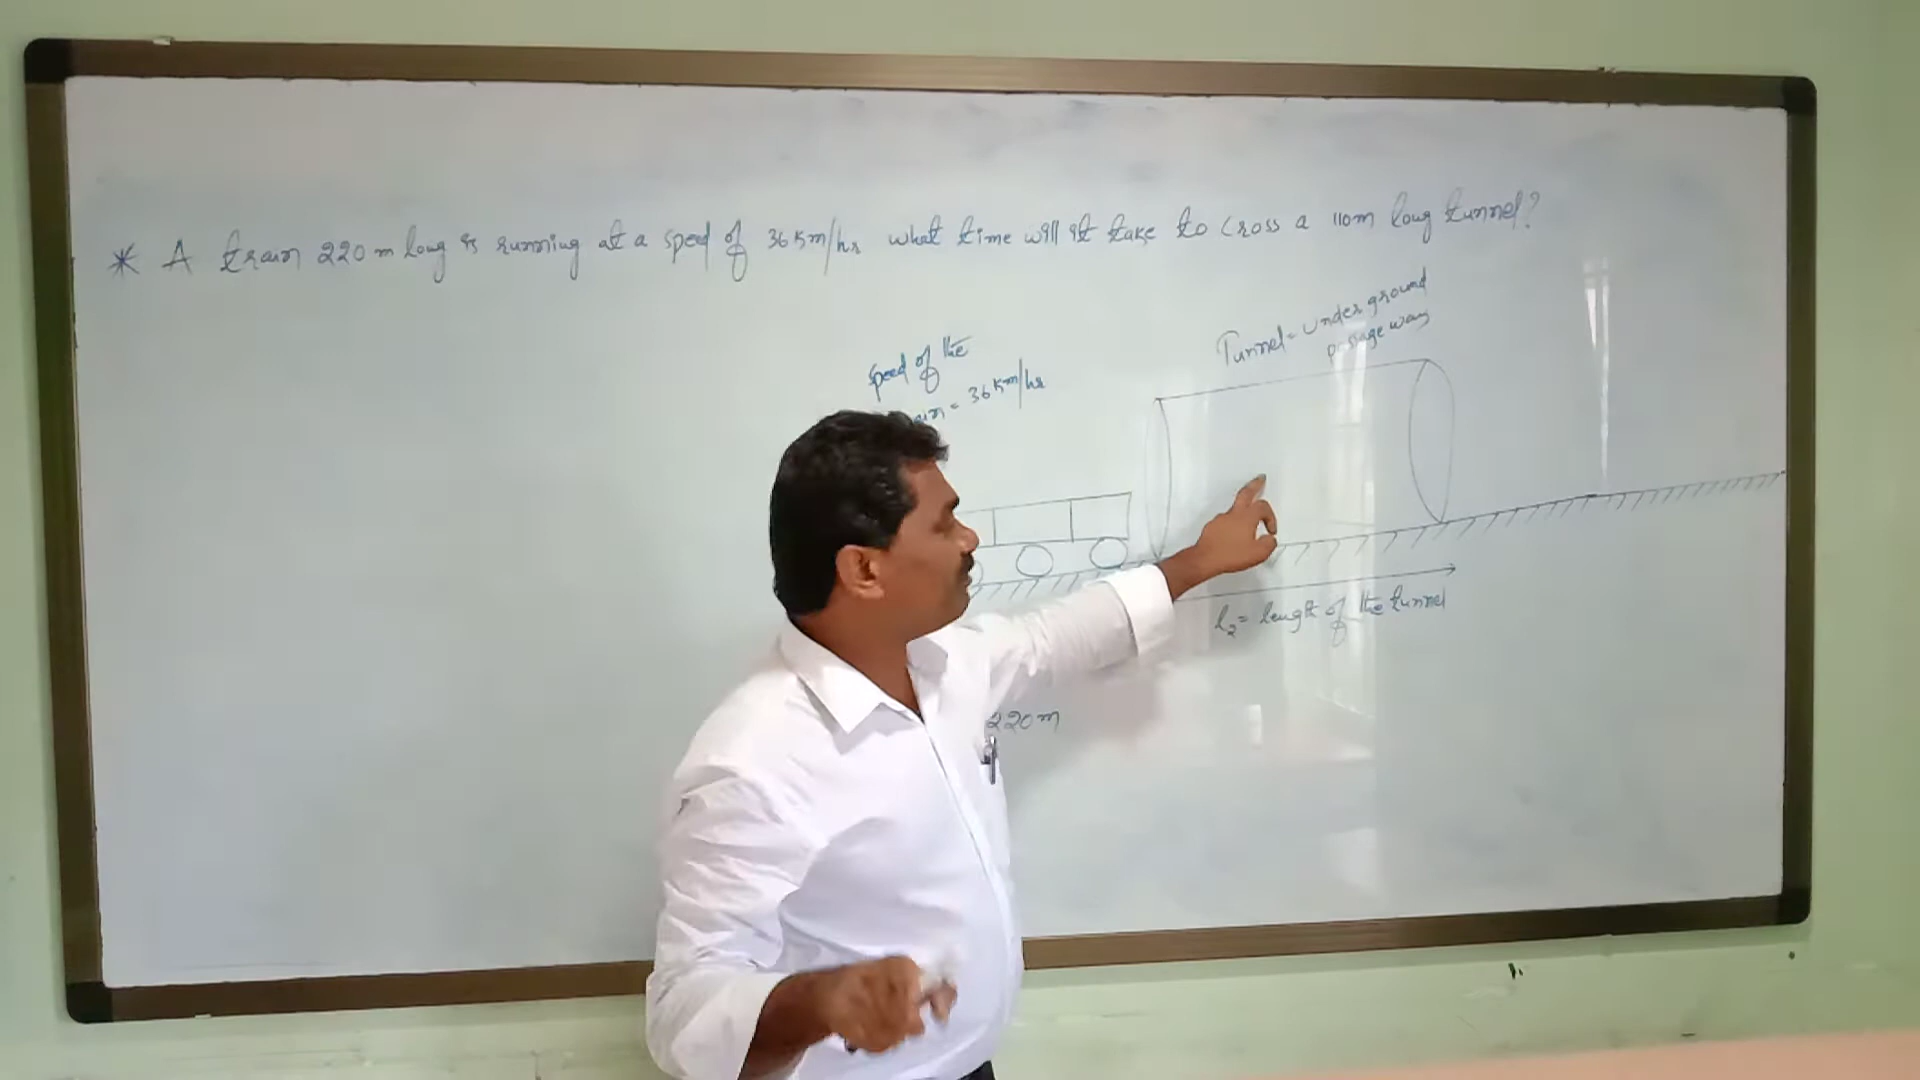 * A train 220 m long is running at a speed of 36 Km/hr what time will it take to Cross a 110m long tunnel?
Speed of the
= 36 Km/hr
Tunnel = Under ground
passage way
l2 = length of the tunnel
220 m